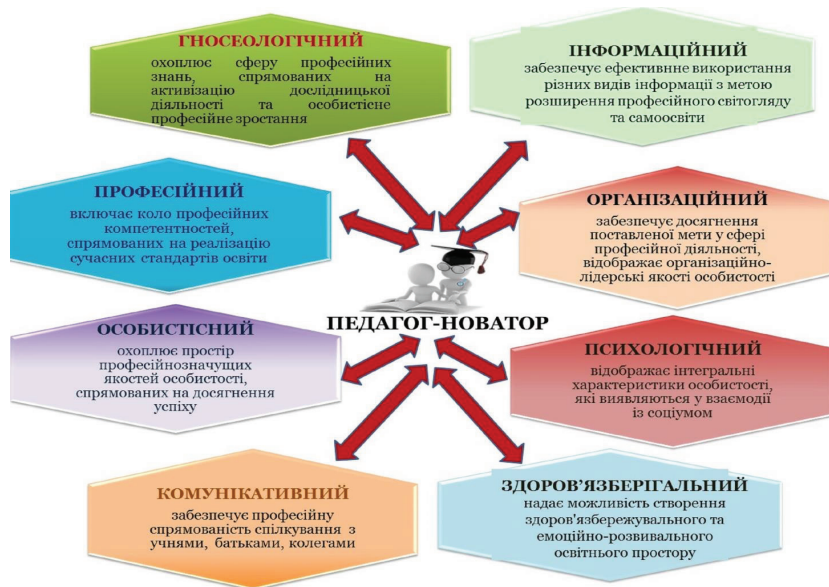 ГНОСЕОЛОГІЧНИЙ
охоплює сферу професійних
знань, спрямованих на
активізацію дослідницької
діяльності та особистісне
професійне зростання
ІНФОРМАЦІЙНИЙ
забезпечує ефективнне використання
різних видів інформації з метою
розширення професійного світогляду
та самоосвіти
ПРОФЕСІЙНИЙ
включає коло професійних
компетентностей,
спрямованих на реалізацію
сучасних стандартів освіти
ОРГАНІЗАЦІЙНИЙ
забезпечує досягнення
поставленої мети у сфері
професійної діяльності,
відображає організаційно-
лідерські якості особистості
ПЕДАГОГ-НОВАТОР
ОСОБИСТІСНИЙ
охоплює простір
професійнозначущих
якостей особистості,
спрямованих на досягнення
успіху
ПСИХОЛОГІЧНИЙ
відображає інтегральні
характеристики особистості,
які виявляються у взаємодії
із соціумом
КОМУНІКАТИВНИЙ
забезпечує професійну
спрямованість спілкування з
учнями, батьками, колегами
ЗДОРОВ’ЯЗБЕРІГАЛЬНИЙ
надає можливість створення
здоров'язбережувального та
емоційно-розвивального
освітнього простору